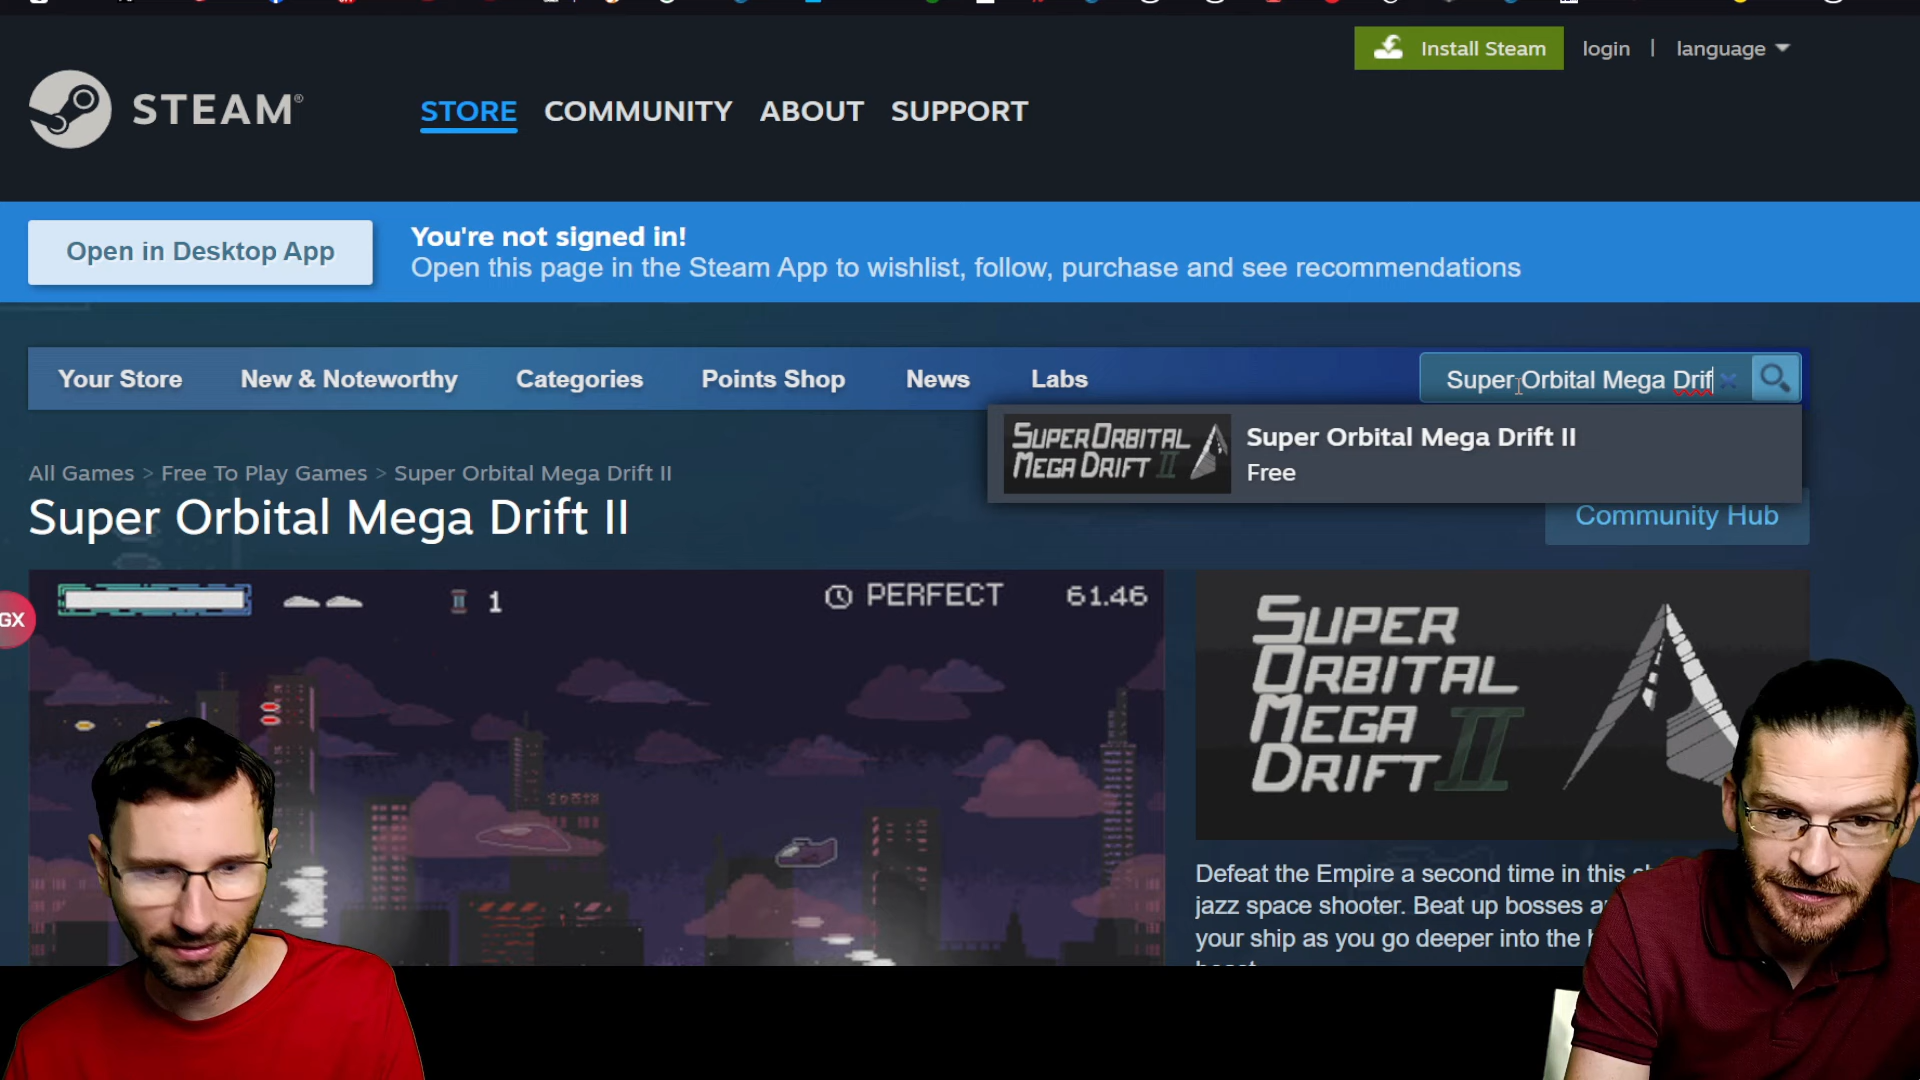 Install Steam login | language
STEAM®
STORE COMMUNITY ABOUT SUPPORT
Open in Desktop App
You're not signed in!
Open this page in the Steam App to wishlist, follow, purchase and see recommendations
Your Store New & Noteworthy Categories Points Shop News Labs
Super Orbital Mega Drif
SUPER ORBITAL
MEGA DRIFT II
Super Orbital Mega Drift II
Free
All Games > Free To Play Games > Super Orbital Mega Drift II
Super Orbital Mega Drift II
Community Hub
GX
1
PERFECT 61.46
SUPER
ORBITAL
MEGA
DRIFT II
Defeat the Empire a second time in this
jazz space shooter. Beat up bosses
your ship as you go deeper into the